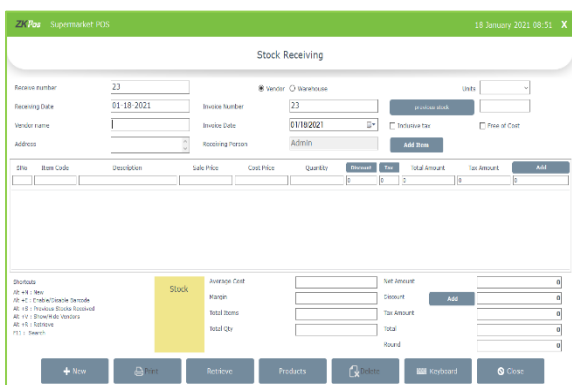 ZKPos Supermarket POS 18 January 2021 08:51 X
Stock Receiving
Receive number 23 Vendor Warehouse Units
Receiving Date 01-18-2021 Invoice Number 23 previous stock
Vendor name Invoice Date 01/18/2021 Inclusive tax Free of Cost
Address Receiving Person Admin Add Item
SNo Item Code Description Sale Price Cost Price Quantity Discount Tax Total Amount Tax Amount Add
0 0 0 0
Shortcuts
Alt +N : New
Alt +E : Enable/Disable Barcode
Alt +B : Previous Stocks Received
Alt +V : Show/Hide Vendors
Alt +R : Retrieve
F11 : Search
Stock
Average Cost Net Amount 0
Margin Discount Add 0
Total Items Tax Amount 0
Total Qty Total 0
Round 0
New Print Retrieve Products Delete Keyboard Close